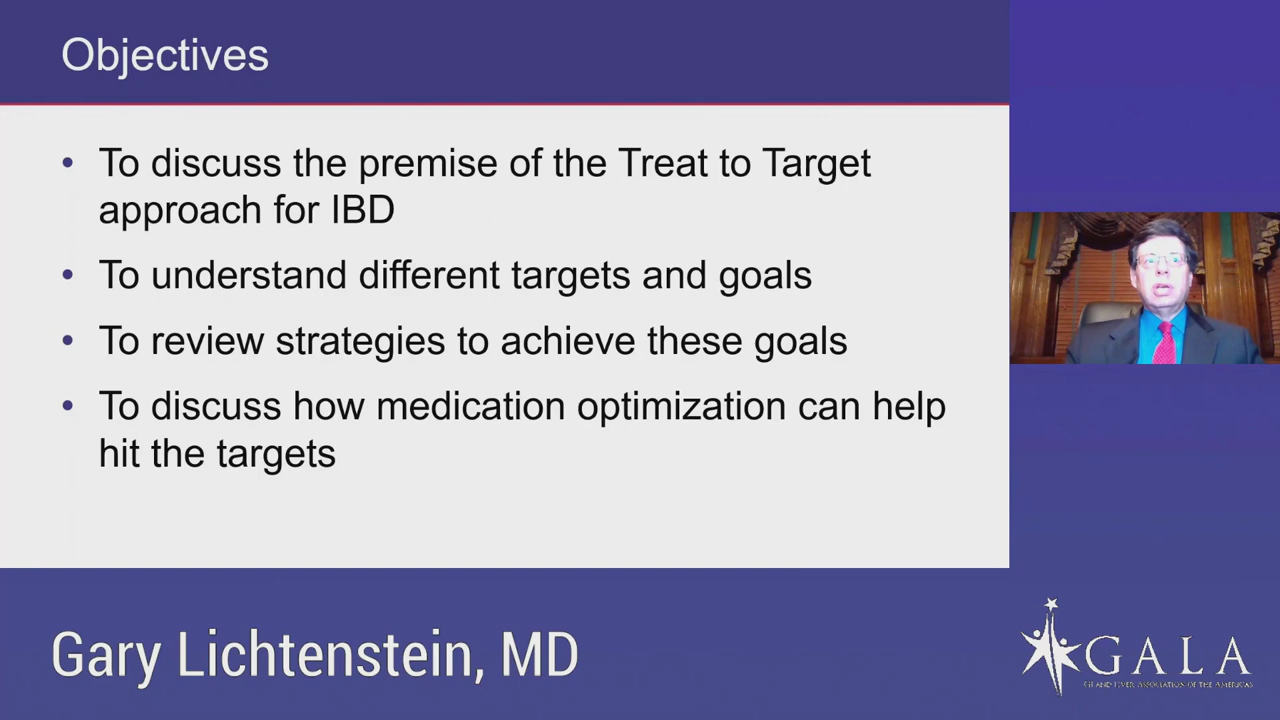 Objectives
• To discuss the premise of the Treat to Target
approach for IBD
• To understand different targets and goals
• To review strategies to achieve these goals
• To discuss how medication optimization can help
hit the targets
Gary Lichtenstein, MD
GALA
GI AND LIVER ASSOCIATION OF THE AMERICAS